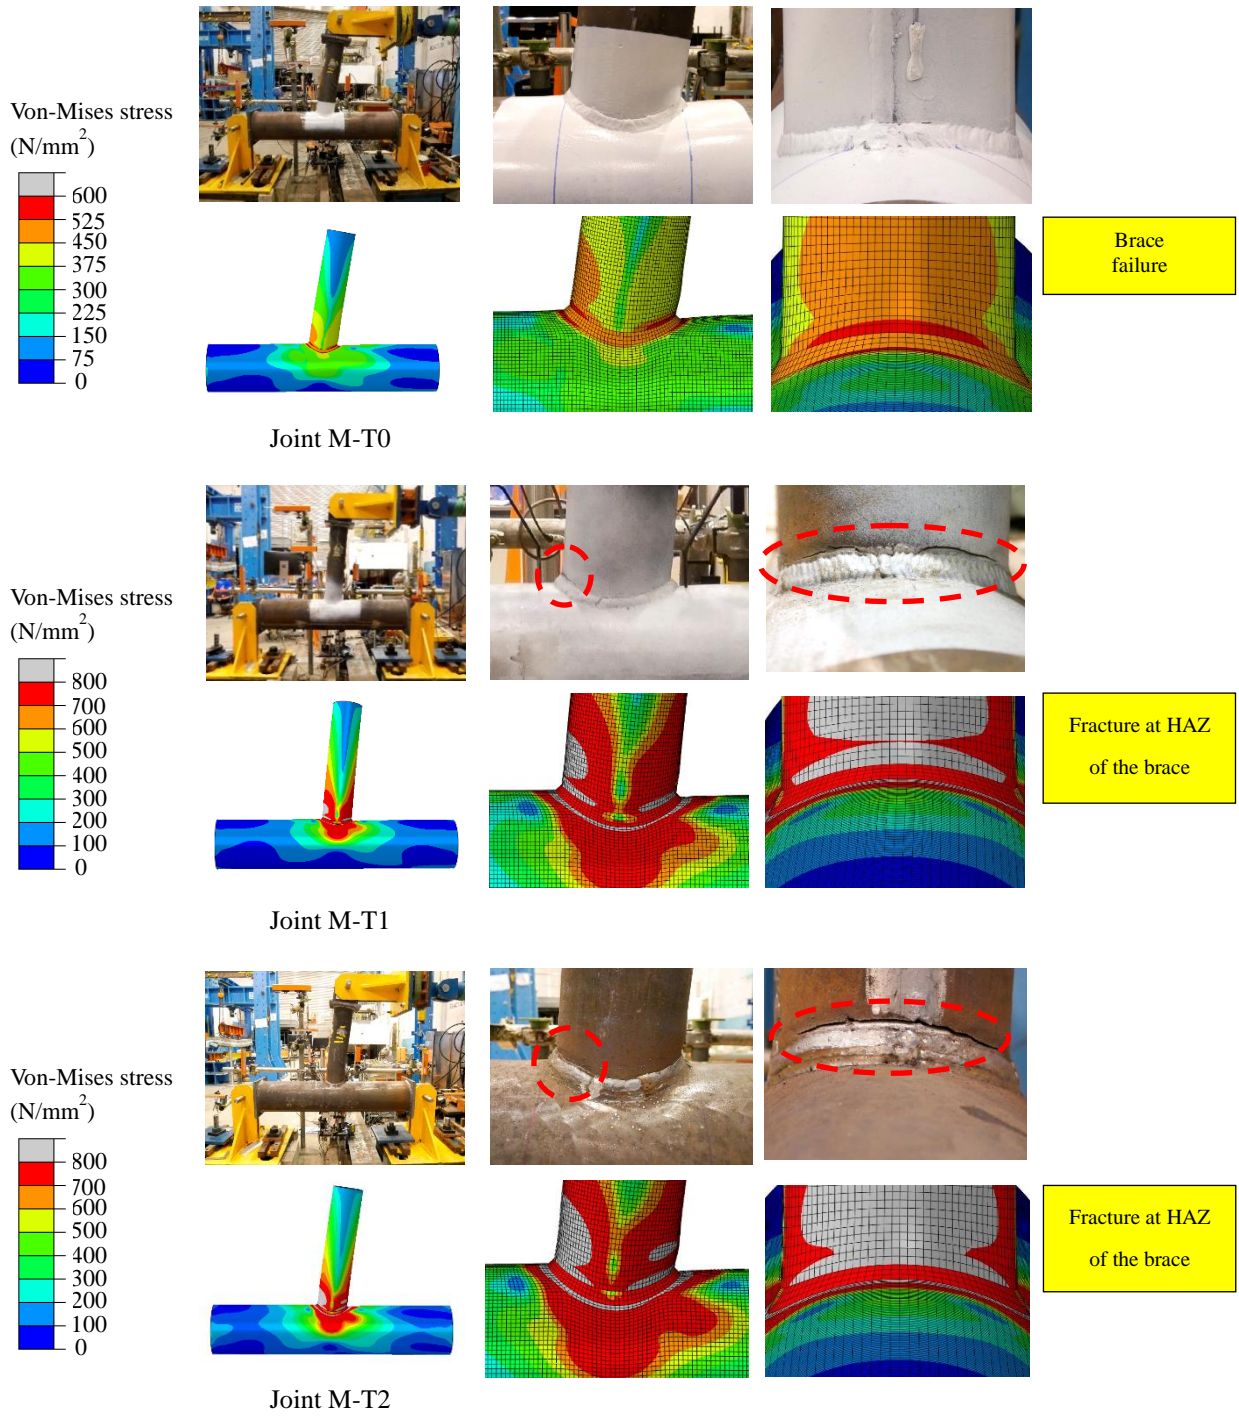 Von-Mises stress
(N/mm²)
600
525
450
375
300
225
150
75
0
Brace
failure
Joint M-T0
Von-Mises stress
(N/mm²)
800
700
600
500
400
300
200
100
0
Fracture at HAZ
of the brace
Joint M-T1
Von-Mises stress
(N/mm²)
800
700
600
500
400
300
200
100
0
Fracture at HAZ
of the brace
Joint M-T2